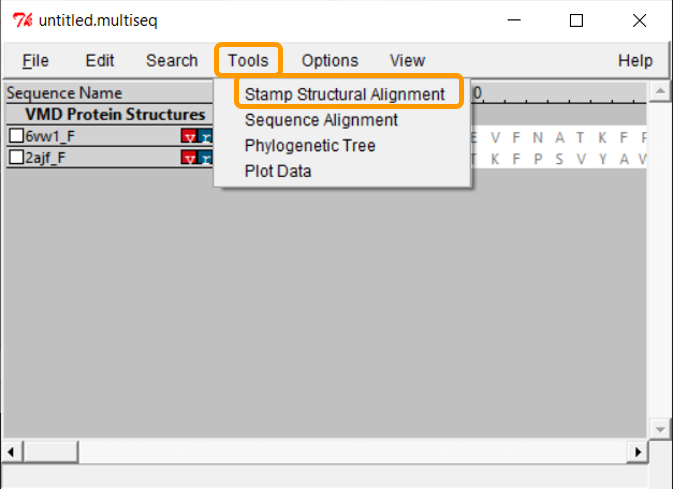 untitled.multiseq
File Edit Search Tools Options View Help
Sequence Name
Stamp Structural Alignment
Sequence Alignment
Phylogenetic Tree
Plot Data
VMD Protein Structures
6vw1_F V F N A T K F
2ajf_F K F P S V Y A V